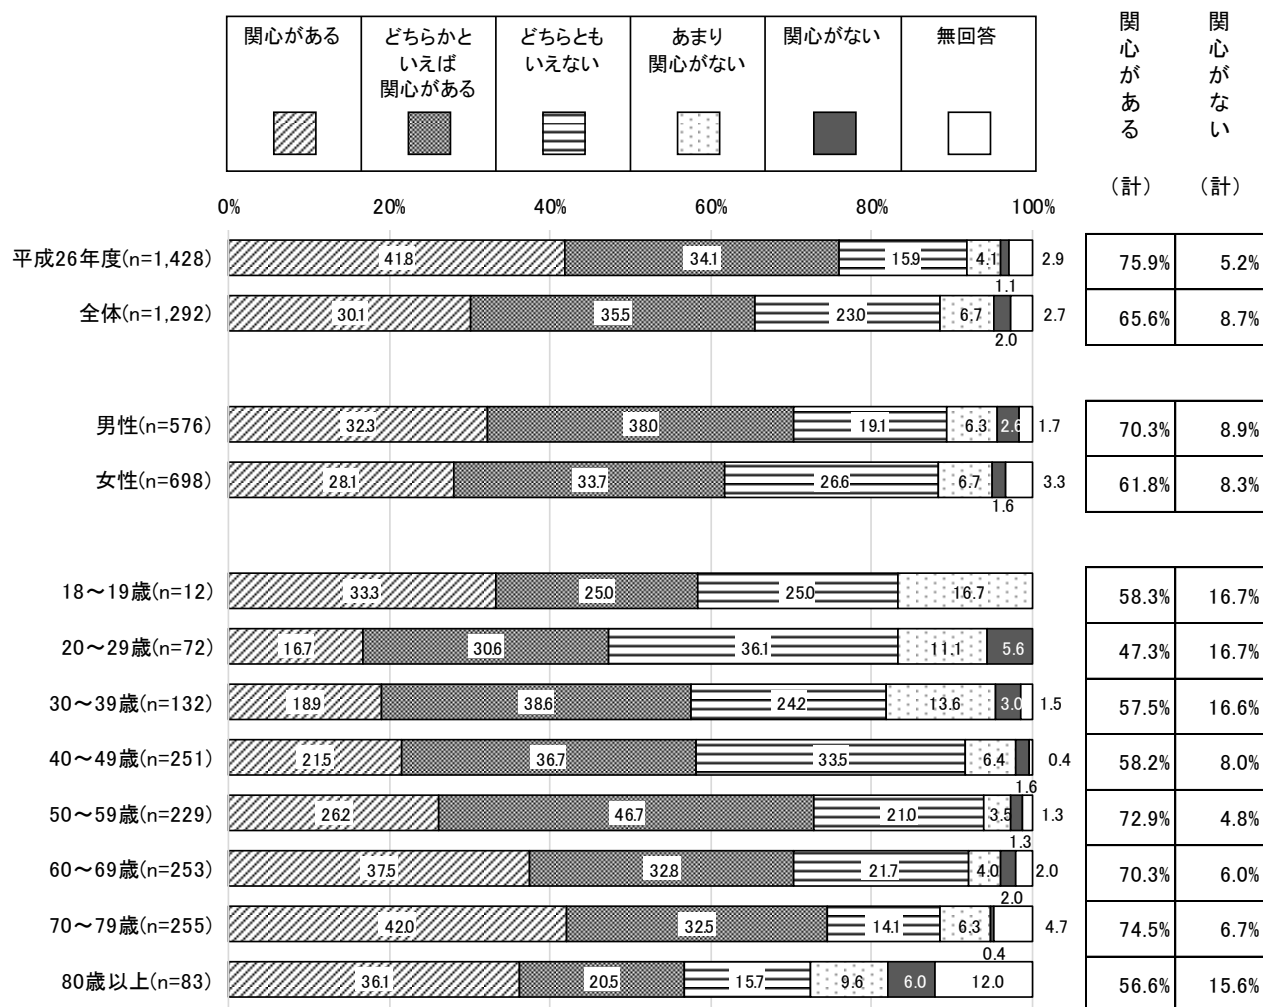 関心がある
どちらかと
いえば
関心がある
どちらとも
いえない
あまり
関心がない
関心がない
無回答
関心がある
(計)
関心がない
(計)
0% 20% 40% 60% 80% 100%
平成26年度(n=1,428) 41.8 34.1 15.9 4.1 1.1 2.9 75.9% 5.2%
全体(n=1,292) 30.1 35.5 23.0 6.7 2.0 2.7 65.6% 8.7%
男性(n=576) 32.3 38.0 19.1 6.3 2.6 1.7 70.3% 8.9%
女性(n=698) 28.1 33.7 26.6 6.7 1.6 3.3 61.8% 8.3%
18～19歳(n=12) 33.3 25.0 25.0 16.7 58.3% 16.7%
20～29歳(n=72) 16.7 30.6 36.1 11.1 5.6 47.3% 16.7%
30～39歳(n=132) 18.9 38.6 24.2 13.6 3.0 1.5 57.5% 16.6%
40～49歳(n=251) 21.5 36.7 33.5 6.4 1.6 0.4 58.2% 8.0%
50～59歳(n=229) 26.2 46.7 21.0 3.5 1.3 1.3 72.9% 4.8%
60～69歳(n=253) 37.5 32.8 21.7 4.0 2.0 2.0 70.3% 6.0%
70～79歳(n=255) 42.0 32.5 14.1 6.3 0.4 4.7 74.5% 6.7%
80歳以上(n=83) 36.1 20.5 15.7 9.6 6.0 12.0 56.6% 15.6%